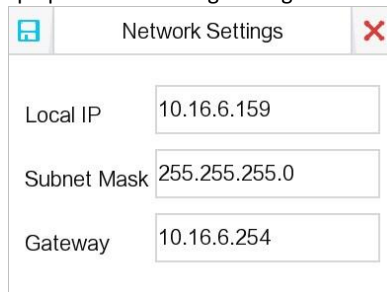 Network Settings
Local IP 10.16.6.159
Subnet Mask 255.255.255.0
Gateway 10.16.6.254